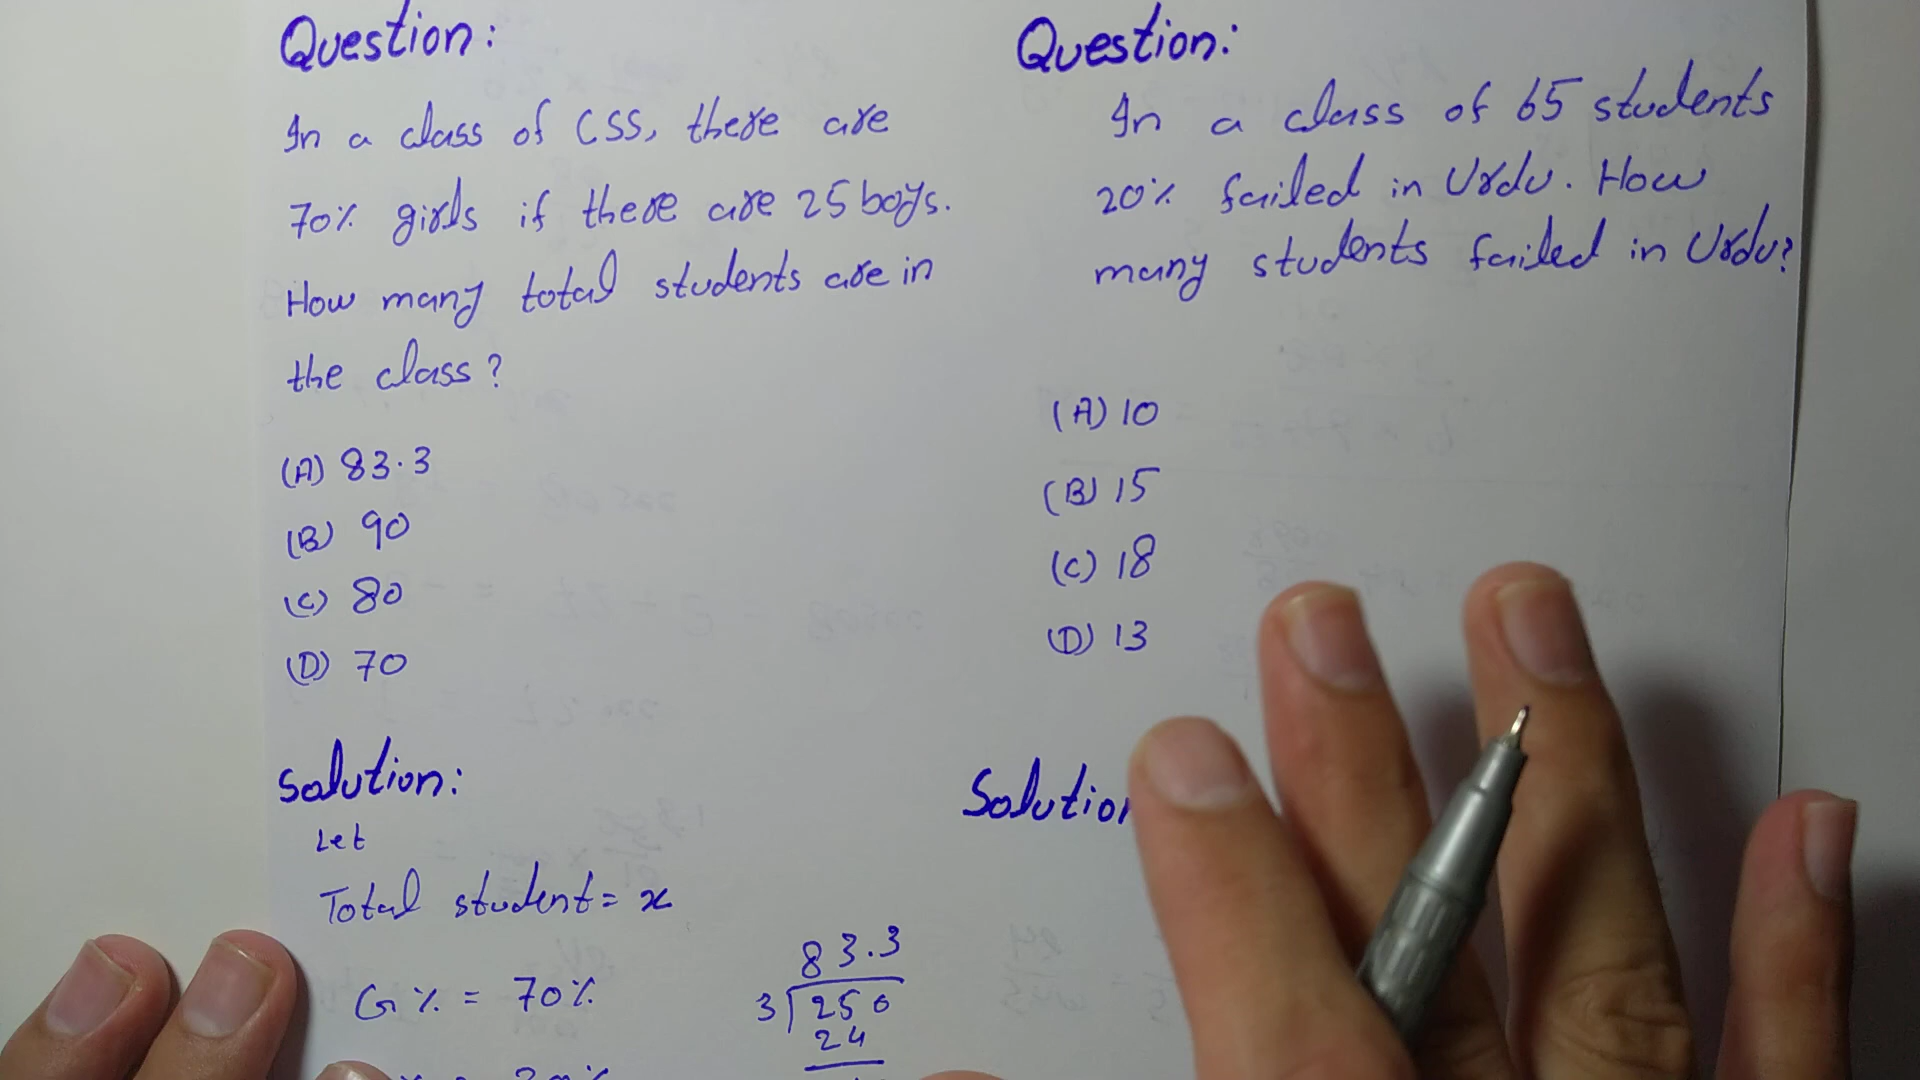 Question:
In a class of CSS, there are
70% girls if there are 25 boys.
How many total students are in
the class?
(A) 83.3
(B) 90
(C) 80
(D) 70
Solution:
Let
Total student = x
G% = 70%
83.3
3 250
24
Question:
In a class of 65 students
20% failed in Urdu. How
many students failed in Urdu?
(A) 10
(B) 15
(C) 18
(D) 13
Solution